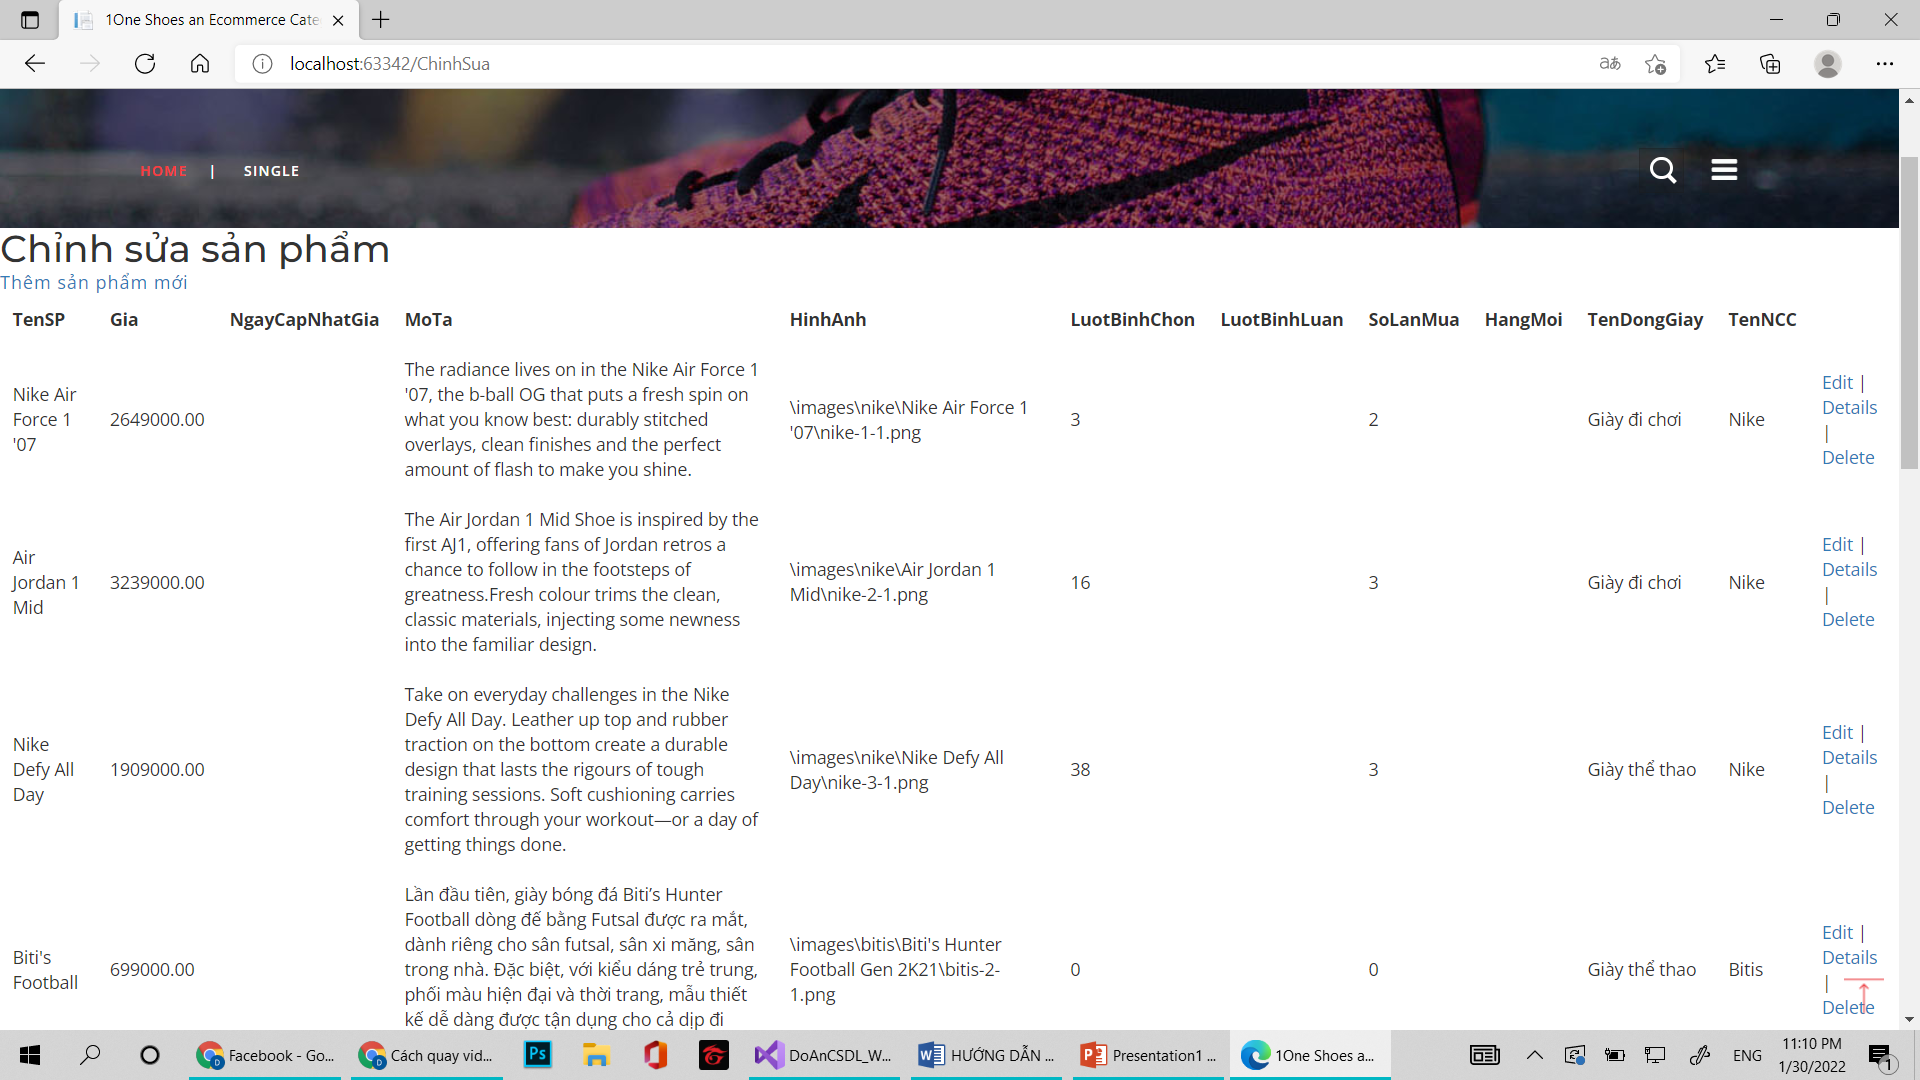 1One Shoes an Ecommerce Cate
localhost:63342/ChinhSua
HOME | SINGLE
Chỉnh sửa sản phẩm
Thêm sản phẩm mới
TenSP Gia NgayCapNhatGia MoTa HinhAnh LuotBinhChon LuotBinhLuan SoLanMua HangMoi TenDongGiay TenNCC
Nike Air
Force 1
'07
2649000.00
The radiance lives on in the Nike Air Force 1
'07, the b-ball OG that puts a fresh spin on
what you know best: durably stitched
overlays, clean finishes and the perfect
amount of flash to make you shine.
\images\nike\Nike Air Force 1
'07\nike-1-1.png
3
2
Giày đi chơi
Nike
Edit |
Details
|
Delete
Air
Jordan 1
Mid
3239000.00
The Air Jordan 1 Mid Shoe is inspired by the
first AJ1, offering fans of Jordan retros a
chance to follow in the footsteps of
greatness.Fresh colour trims the clean,
classic materials, injecting some newness
into the familiar design.
\images\nike\Air Jordan 1
Mid\nike-2-1.png
16
3
Giày đi chơi
Nike
Edit |
Details
|
Delete
Nike
Defy All
Day
1909000.00
Take on everyday challenges in the Nike
Defy All Day. Leather up top and rubber
traction on the bottom create a durable
design that lasts the rigours of tough
training sessions. Soft cushioning carries
comfort through your workout—or a day of
getting things done.
\images\nike\Nike Defy All
Day\nike-3-1.png
38
3
Giày thể thao
Nike
Edit |
Details
|
Delete
Biti's
Football
699000.00
Lần đầu tiên, giày bóng đá Biti’s Hunter
Football dòng đế bằng Futsal được ra mắt,
dành riêng cho sân futsal, sân xi măng, sân
trong nhà. Đặc biệt, với kiểu dáng trẻ trung,
phối màu hiện đại và thời trang, mẫu thiết
kế dễ dàng được tận dụng cho cả dịp đi
\images\bitis\Biti's Hunter
Football Gen 2K21\bitis-2-
1.png
0
0
Giày thể thao
Bitis
Edit |
Details
|
Delete
Facebook - Go...
Cách quay vid...
Ps
DoAnCSDL_W...
HƯỚNG DẪN ...
Presentation1 ...
1One Shoes a...
ENG
11:10 PM
1/30/2022
1